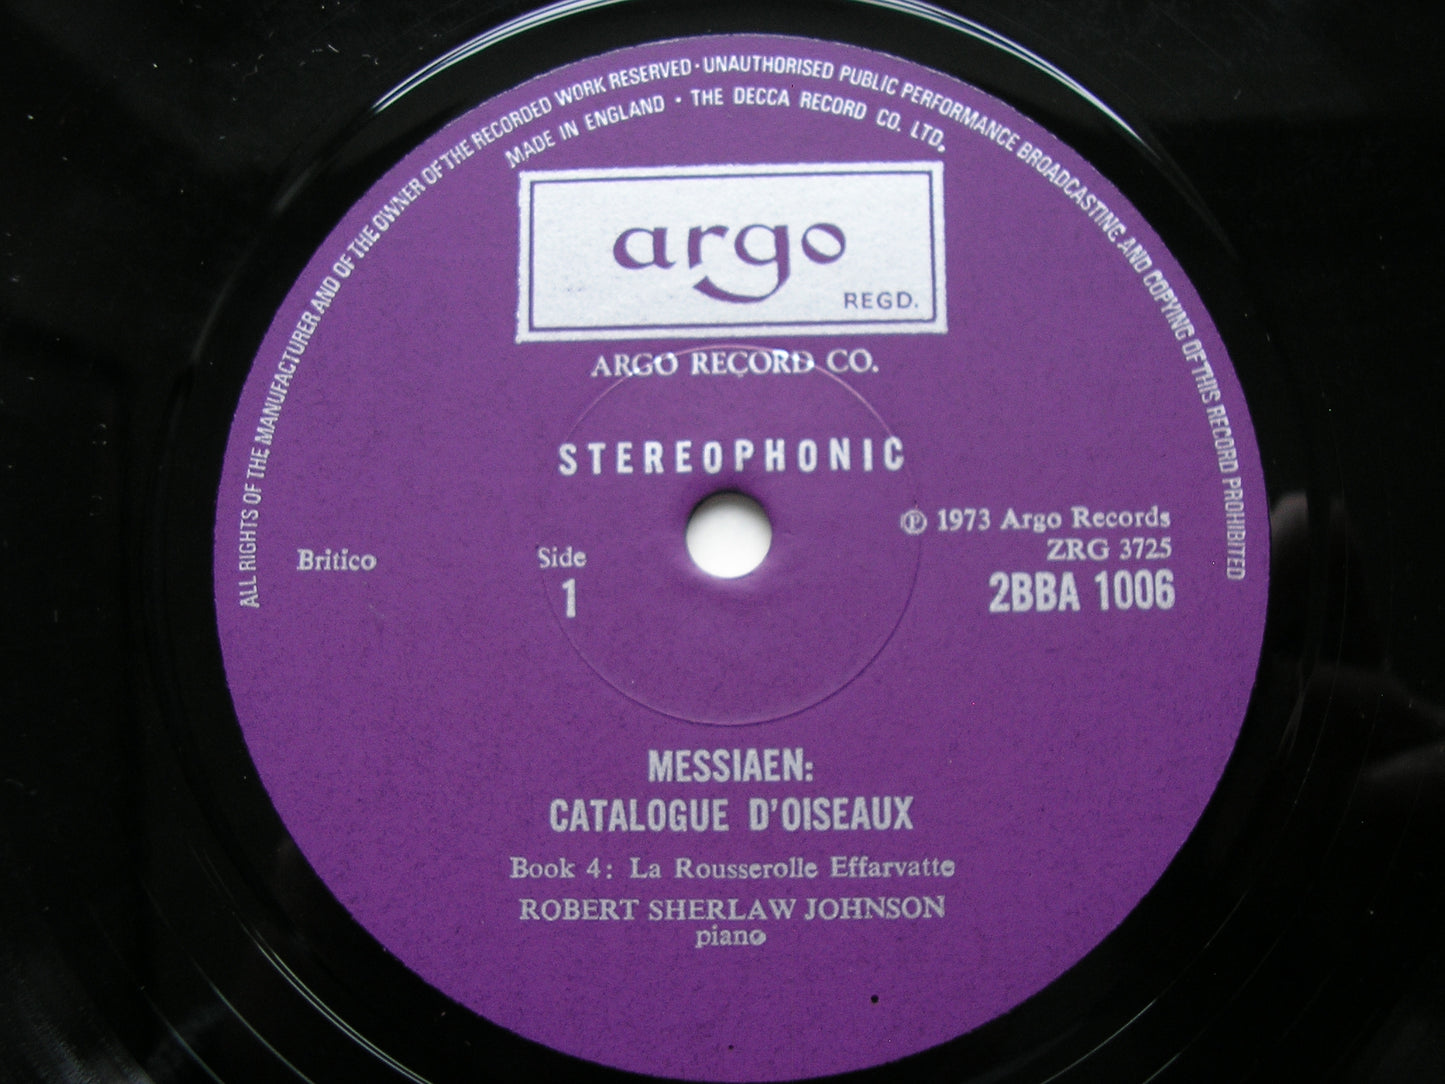 ALL RIGHTS OF THE MANUFACTURER AND OF THE OWNER OF THE RECORDED WORK RESERVED · UNAUTHORISED PUBLIC PERFORMANCE BROADCASTING AND COPYING OF THIS RECORD PROHIBITED
MADE IN ENGLAND · THE DECCA RECORD CO. LTD.
argo
REGD.
ARGO RECORD CO.
STEREOPHONIC
℗ 1973 Argo Records
ZRG 3725
2BBA 1006
Britico
Side
1
MESSIAEN:
CATALOGUE D'OISEAUX
Book 4: La Rousserolle Effarvatte
ROBERT SHERLAW JOHNSON
piano